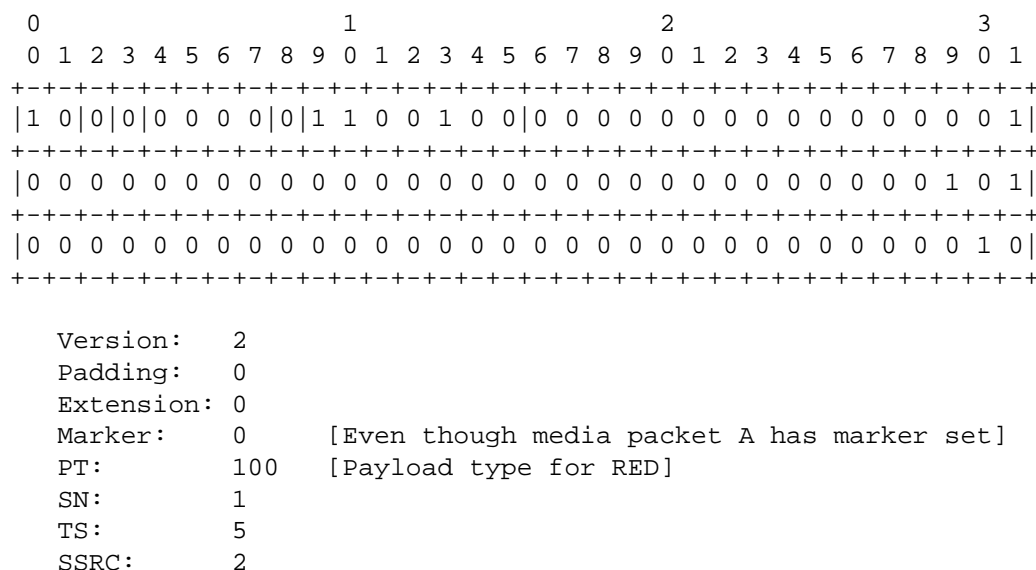 0                   1                   2                   3
 0 1 2 3 4 5 6 7 8 9 0 1 2 3 4 5 6 7 8 9 0 1 2 3 4 5 6 7 8 9 0 1
+-+-+-+-+-+-+-+-+-+-+-+-+-+-+-+-+-+-+-+-+-+-+-+-+-+-+-+-+-+-+-+-+
|1 0|0|0|0 0 0 0|0|1 1 0 0 1 0 0|0 0 0 0 0 0 0 0 0 0 0 0 0 0 0 1|
+-+-+-+-+-+-+-+-+-+-+-+-+-+-+-+-+-+-+-+-+-+-+-+-+-+-+-+-+-+-+-+-+
|0 0 0 0 0 0 0 0 0 0 0 0 0 0 0 0 0 0 0 0 0 0 0 0 0 0 0 0 0 1 0 1|
+-+-+-+-+-+-+-+-+-+-+-+-+-+-+-+-+-+-+-+-+-+-+-+-+-+-+-+-+-+-+-+-+
|0 0 0 0 0 0 0 0 0 0 0 0 0 0 0 0 0 0 0 0 0 0 0 0 0 0 0 0 0 0 1 0|
+-+-+-+-+-+-+-+-+-+-+-+-+-+-+-+-+-+-+-+-+-+-+-+-+-+-+-+-+-+-+-+-+
   Version:   2
   Padding:   0
   Extension: 0
   Marker:    0     [Even though media packet A has marker set]
   PT:        100   [Payload type for RED]
   SN:        1
   TS:        5
   SSRC:      2